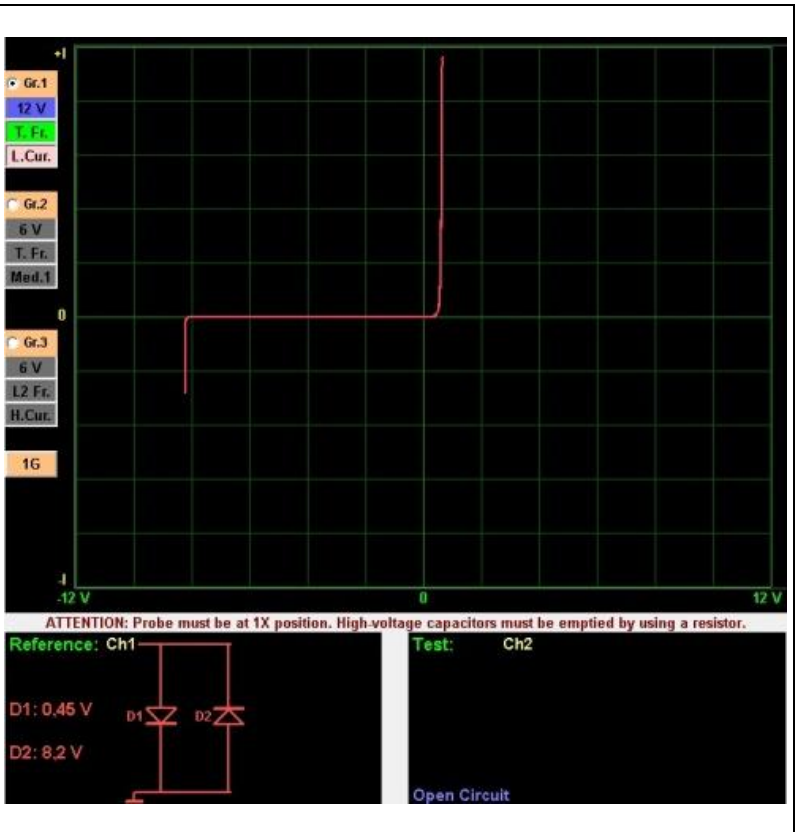 +I
Gr.1
12 V
T. Fr.
L.Cur.
Gr.2
6 V
T. Fr.
Med.1
0
Gr.3
6 V
L2 Fr.
H.Cur.
1G
-I
-12 V 0 12 V
ATTENTION: Probe must be at 1X position. High-voltage capacitors must be emptied by using a resistor.
Reference: Ch1
D1: 0,45 V
D1 D2
D2: 8,2 V
Test: Ch2
Open Circuit